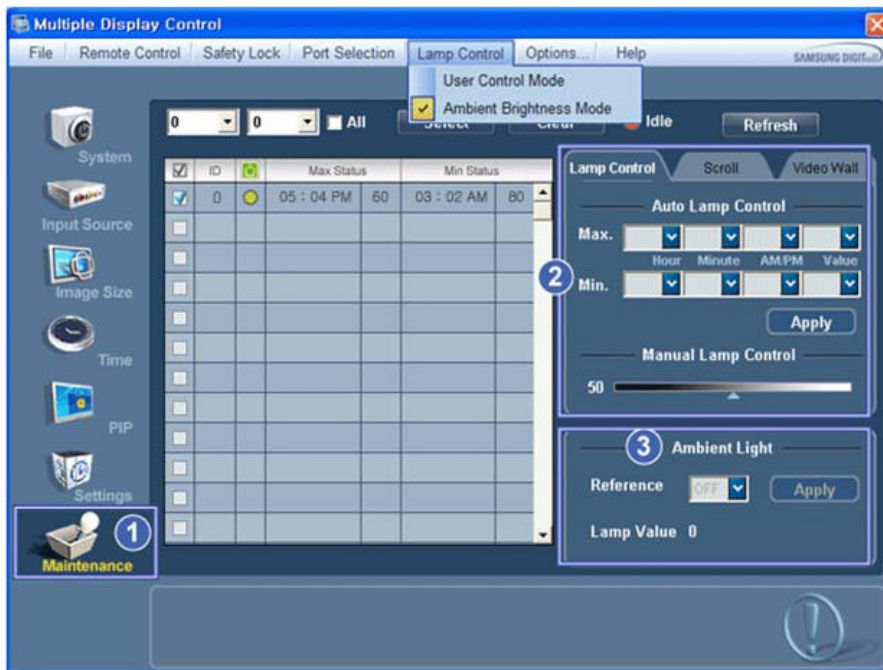 Multiple Display Control
File Remote Control Safety Lock Port Selection Lamp Control Options... Help SAMSUNG DIGITall
User Control Mode
Ambient Brightness Mode
0 0 All Select Clear Idle Refresh
System
Input Source
Image Size
Time
PIP
Settings
1
Maintenance
ID Max Status Min Status
0 05 : 04 PM 60 03 : 02 AM 80
Lamp Control Scroll Video Wall
Auto Lamp Control
Max.
Hour Minute AM/PM Value
2
Min.
Apply
Manual Lamp Control
50
3 Ambient Light
Reference OFF Apply
Lamp Value 0